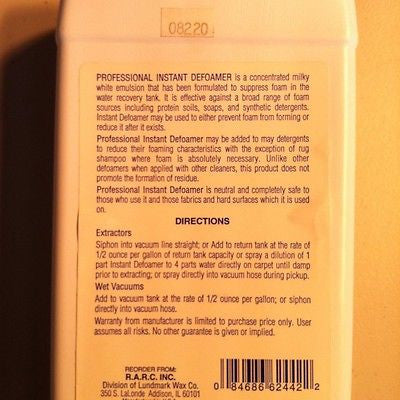 08220
PROFESSIONAL INSTANT DEFOAMER is a concentrated milky
white emulsion that has been formulated to suppress foam in the
water recovery tank. It is effective against a broad range of foam
sources including protein soils, soaps, and synthetic detergents.
Instant Defoamer may be used to either prevent foam from forming or
reduce it after it exists.
Professional Instant Defoamer may be added to may detergents
to reduce their foaming characteristics with the exception of rug
shampoo where foam is absolutely necessary. Unlike other
defoamers when applied with other cleaners, this product does not
promote the formation of residue.
Professional Instant Defoamer is neutral and completely safe to
those who use it and those fabrics and hard surfaces which it is
used on.
DIRECTIONS
Extractors
Siphon into vacuum line straight; or Add to return tank at the rate of
1/2 ounce per gallon of return tank capacity or spray a dilution of 1
part Instant Defoamer to 4 parts water directly on carpet until damp
prior to extracting; or spray directly into vacuum hose during pickup.
Wet Vacuums
Add to vacuum tank at the rate of 1/2 ounce per gallon; or siphon
directly into vacuum hose.
Warranty from manufacturer is limited to purchase price only. User
assumes all risks. No other guarantee is given or implied.
REORDER FROM:
R.A.R.C. INC.
Division of Lundmark Wax Co.
350 S. LaLonde Addison, IL 60101
0 84686 62442 2